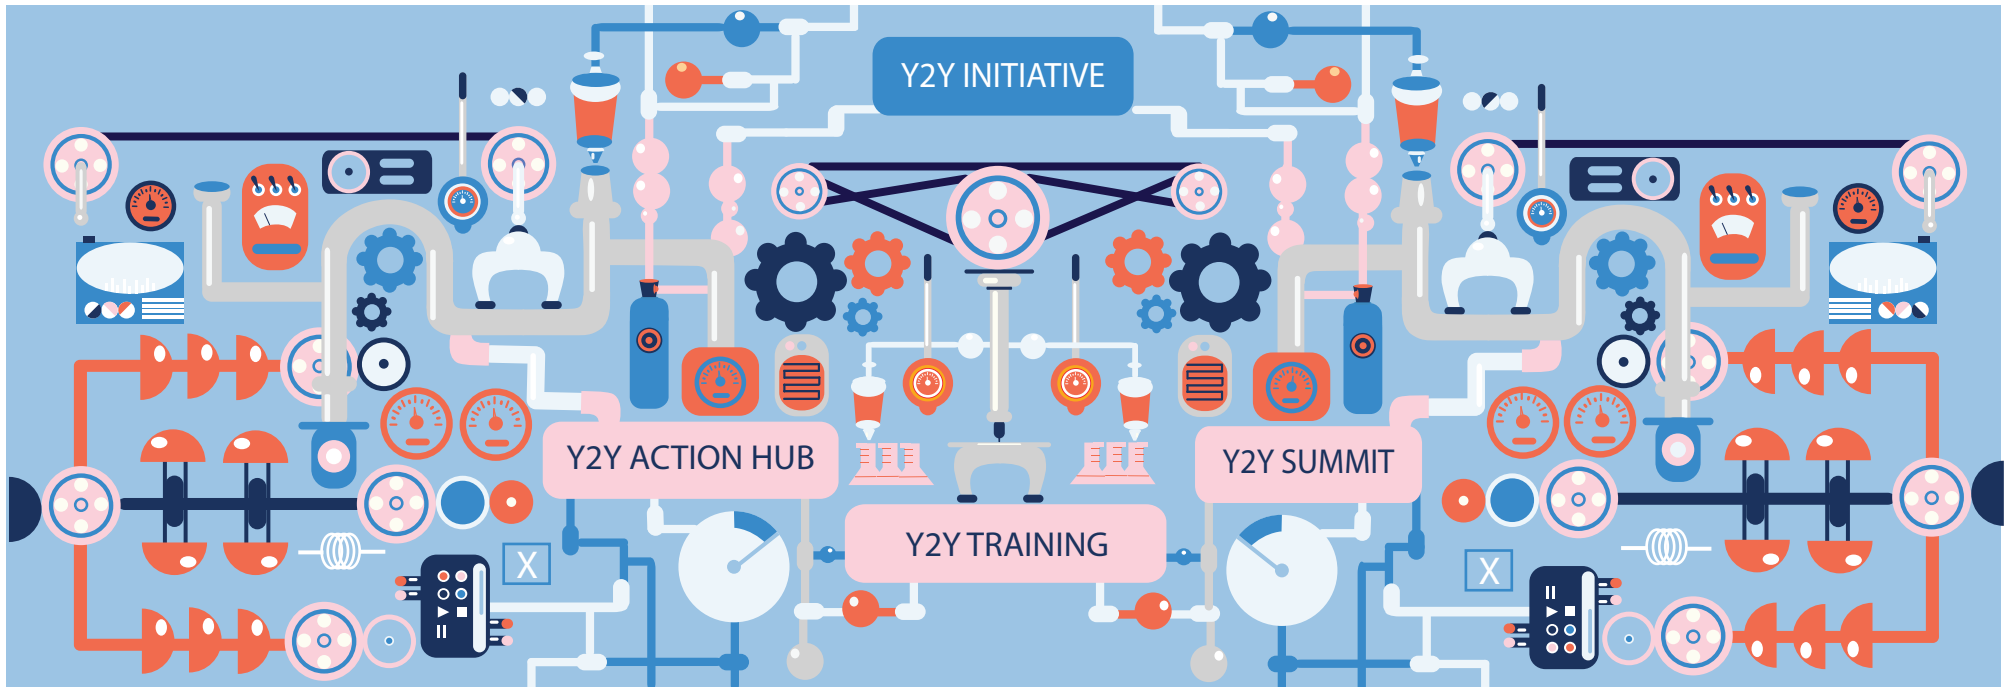 Y2Y INITIATIVE
Y2Y ACTION HUB
Y2Y SUMMIT
Y2Y TRAINING
X
X